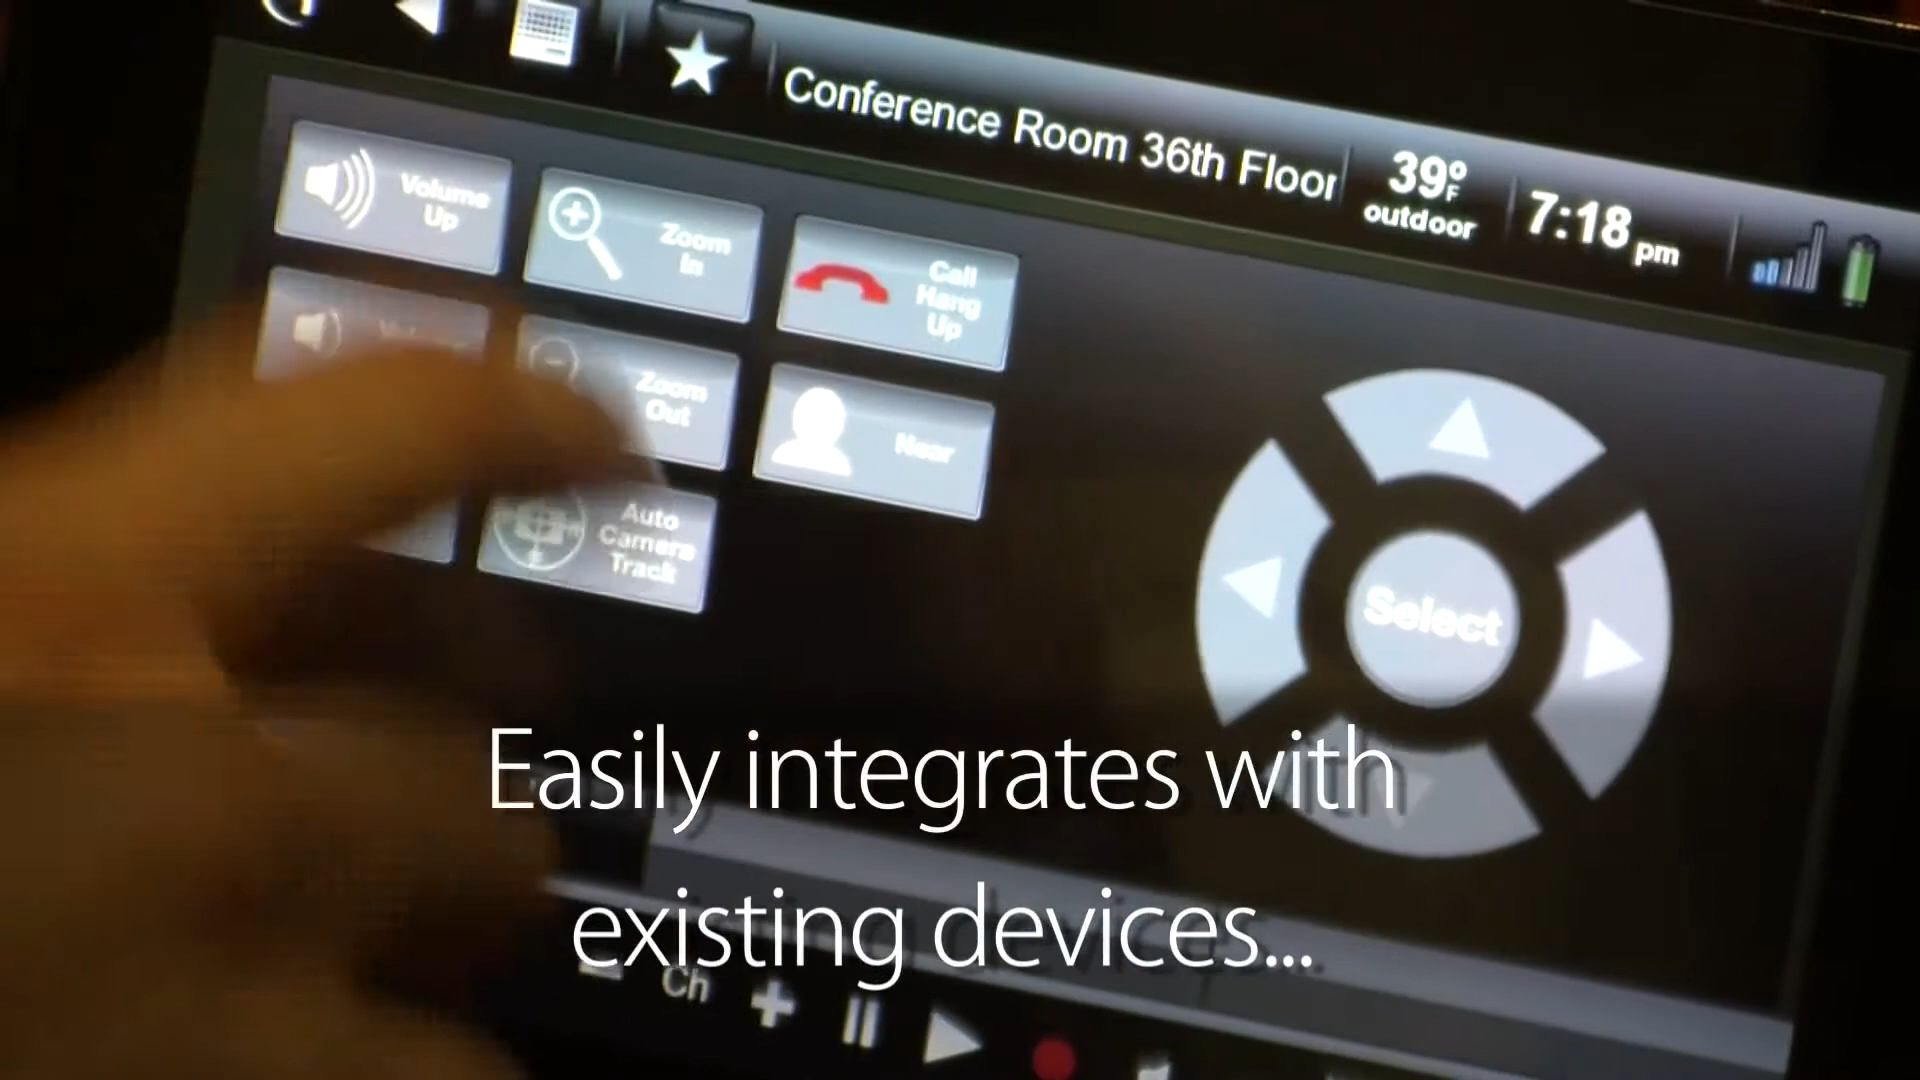 Conference Room 36th Floor
39°F
outdoor
7:18 pm
Volume
Up
Zoom
In
Call
Hang
Up
Zoom
Out
Near
Auto
Camera
Track
Select
Easily integrates with
existing devices...
Ch